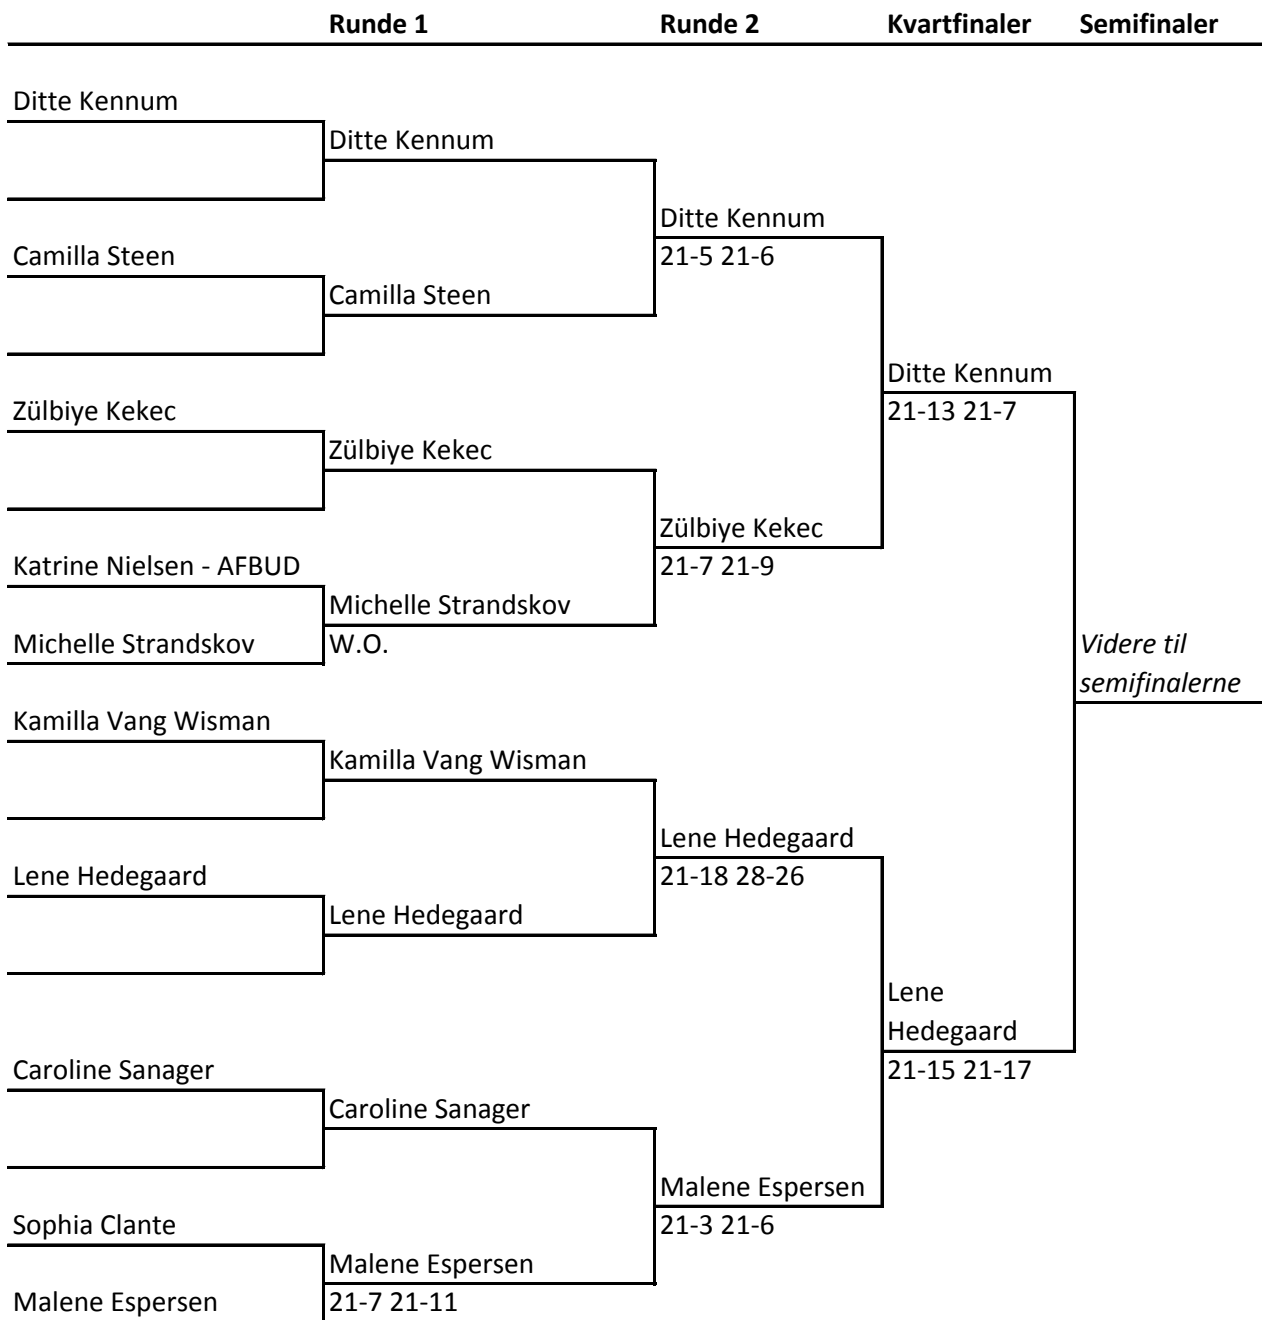 Runde 1 Runde 2 Kvartfinaler Semifinaler
Ditte Kennum
Ditte Kennum
Ditte Kennum
Camilla Steen 21-5 21-6
Camilla Steen
Ditte Kennum
Zülbiye Kekec 21-13 21-7
Zülbiye Kekec
Zülbiye Kekec
Katrine Nielsen - AFBUD 21-7 21-9
Michelle Strandskov
Michelle Strandskov W.O. Videre til
semifinalerne
Kamilla Vang Wisman
Kamilla Vang Wisman
Lene Hedegaard
Lene Hedegaard 21-18 28-26
Lene Hedegaard
Lene
Hedegaard
Caroline Sanager 21-15 21-17
Caroline Sanager
Malene Espersen
Sophia Clante 21-3 21-6
Malene Espersen
Malene Espersen 21-7 21-11